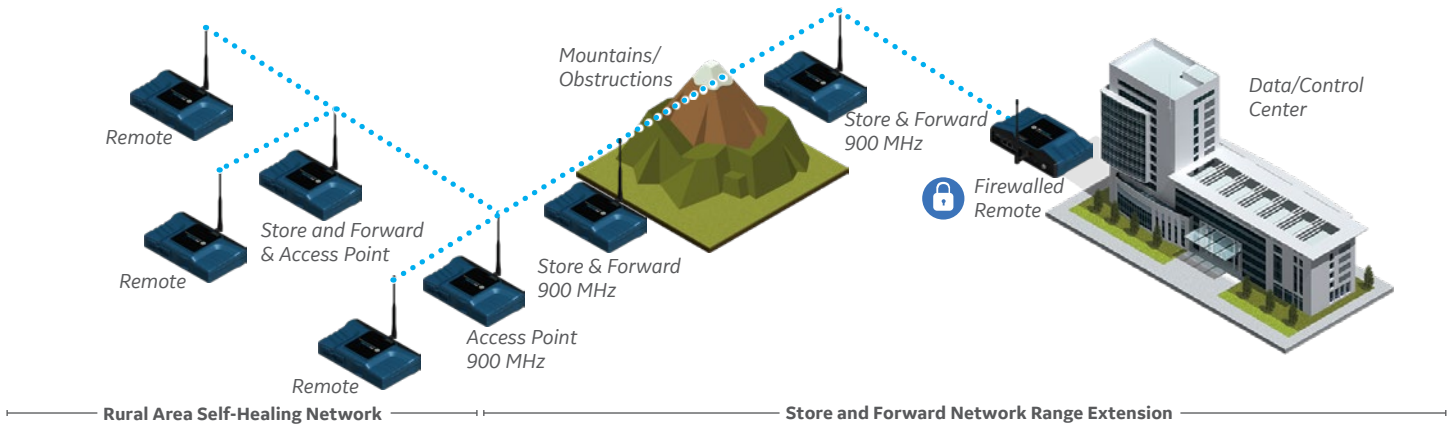 Remote
Remote
Store and Forward
& Access Point
Remote
Access Point
900 MHz
Store & Forward
900 MHz
Mountains/
Obstructions
Store & Forward
900 MHz
Firewalled
Remote
Data/Control
Center
Rural Area Self-Healing Network
Store and Forward Network Range Extension